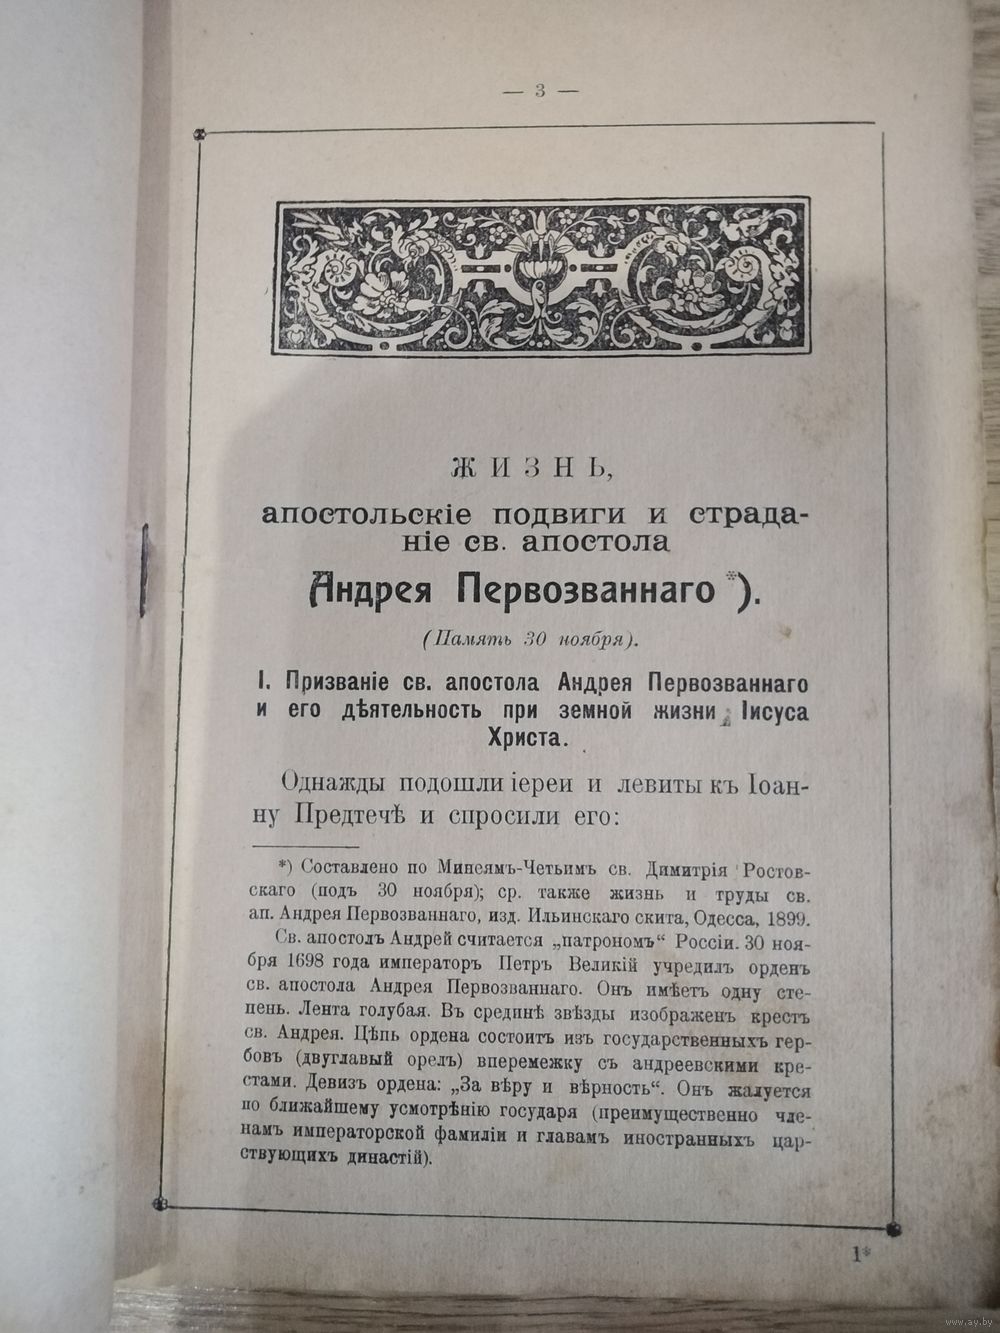 — 3 —
ЖИЗНЬ,
апостольскіе подвиги и страда-
ніе св. апостола
Андрея Первозваннаго *).
(Память 30 ноября).
I. Призваніе св. апостола Андрея Первозваннаго
и его дѣятельность при земной жизни Іисуса
Христа.
Однажды подошли іереи и левиты къ Іоан-
ну Предтечѣ и спросили его:
*) Составлено по Минеямъ-Четьимъ св. Димитрія Ростов-
скаго (подъ 30 ноября); ср. также жизнь и труды св.
ап. Андрея Первозваннаго, изд. Ильинскаго скита, Одесса, 1899.
Св. апостолъ Андрей считается „патрономъ“ Россіи. 30 ноя-
бря 1698 года императоръ Петръ Великій учредилъ орденъ
св. апостола Андрея Первозваннаго. Онъ имѣетъ одну сте-
пень. Лента голубая. Въ срединѣ звѣзды изображенъ крестъ
св. Андрея. Цѣпь ордена состоитъ изъ государственныхъ гер-
бовъ (двуглавый орелъ) вперемежку съ андреевскими кре-
стами. Девизъ ордена: „За вѣру и вѣрность“. Онъ жалуется
по ближайшему усмотрѣнію государя (преимущественно чле-
намъ императорской фамиліи и главамъ иностранныхъ цар-
ствующихъ династій).
1*
www.ay.by